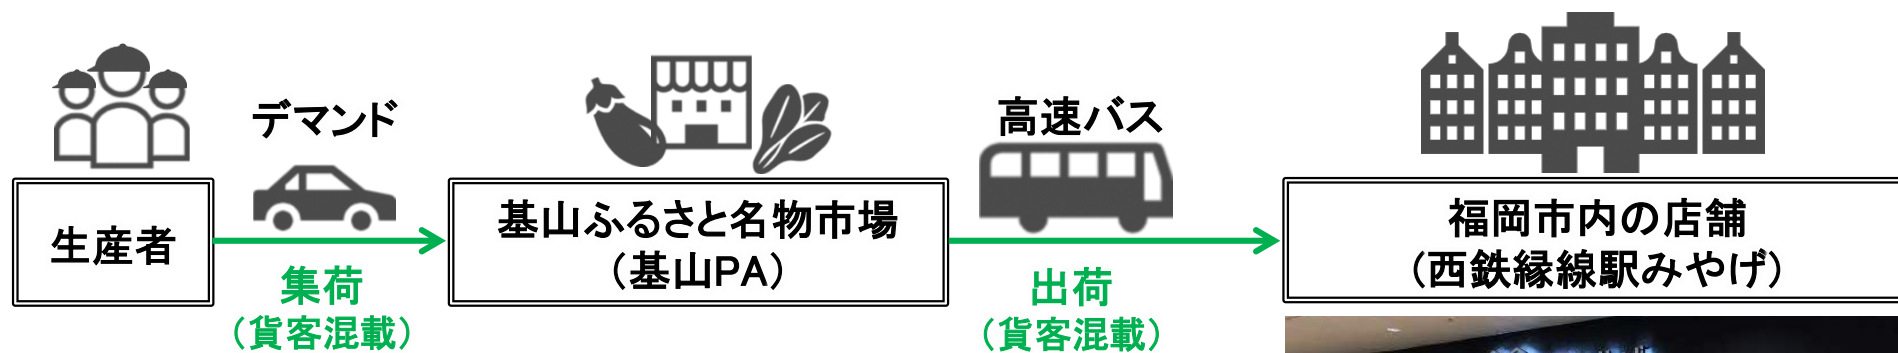 デマンド
高速バス
生産者
基山ふるさと名物市場
（基山PA）
福岡市内の店舗
（西鉄縁線駅みやげ）
集荷
（貨客混載）
出荷
（貨客混載）